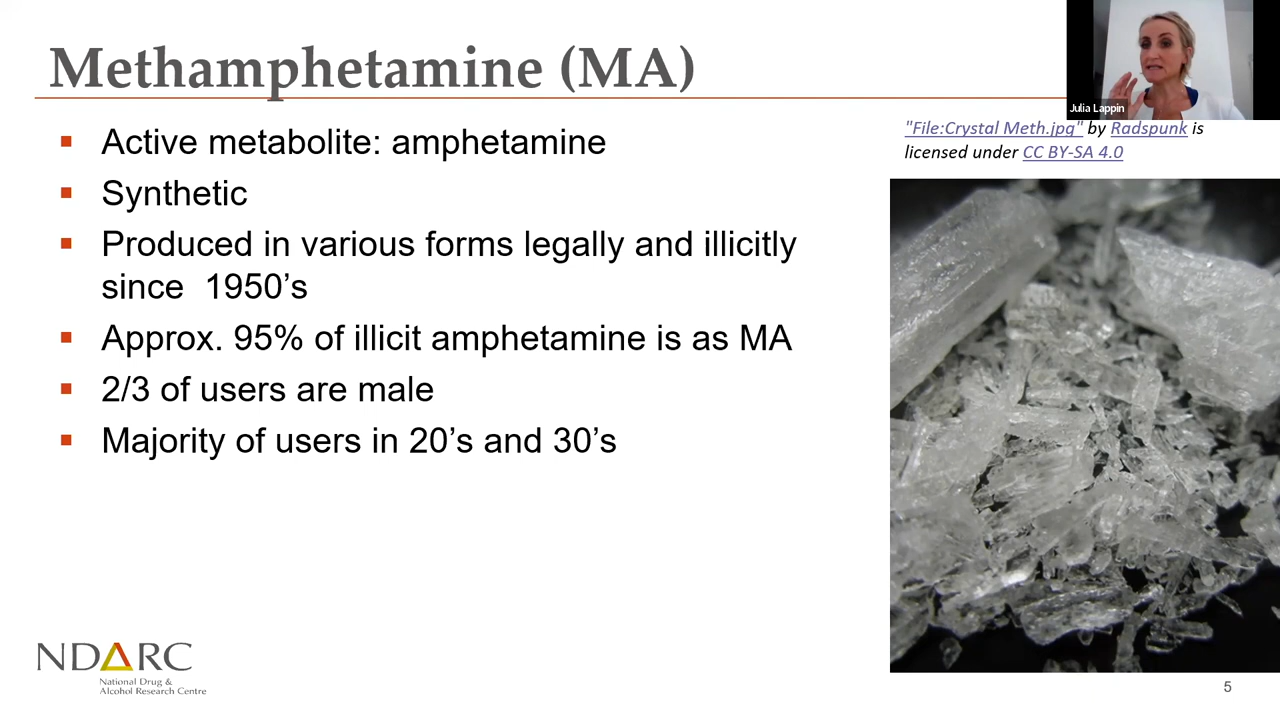 Methamphetamine (MA)
Julia Lappin
"File:Crystal Meth.jpg" by Radspunk is
licensed under CC BY-SA 4.0
▪ Active metabolite: amphetamine
▪ Synthetic
▪ Produced in various forms legally and illicitly
since 1950's
▪ Approx. 95% of illicit amphetamine is as MA
▪ 2/3 of users are male
▪ Majority of users in 20's and 30's
NDARC
National Drug &
Alcohol Research Centre
5